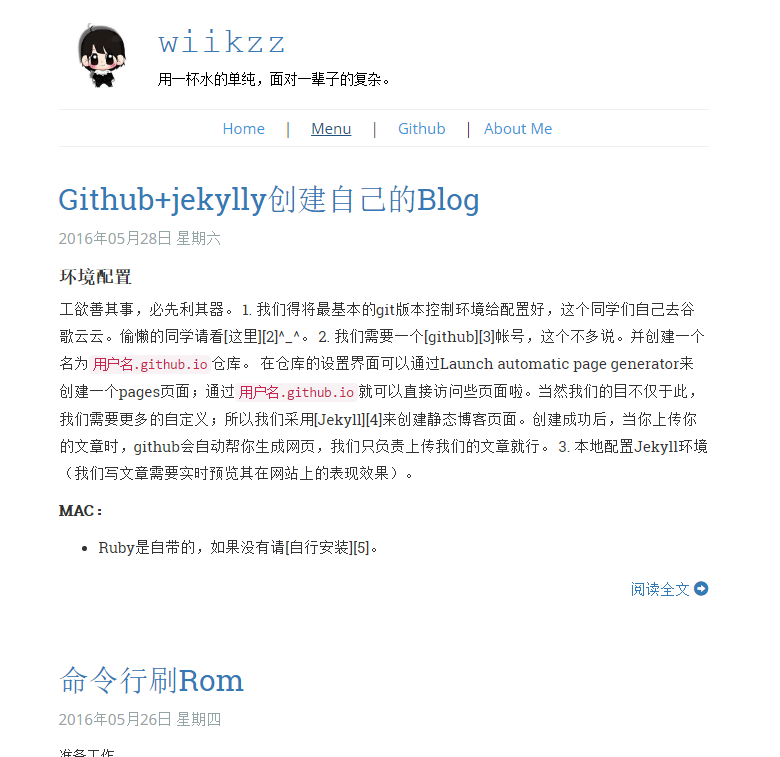 wiikzz
用一杯水的单纯，面对一辈子的复杂。
Home | Menu | Github | About Me
Github+jekylly创建自己的Blog
2016年05月28日 星期六
环境配置
工欲善其事，必先利其器。 1. 我们得将最基本的git版本控制环境给配置好，这个同学们自己去谷
歌云云。偷懒的同学请看[这里][2]^_^。 2. 我们需要一个[github][3]帐号，这个不多说。并创建一个
名为 用户名.github.io 仓库。 在仓库的设置界面可以通过Launch automatic page generator来
创建一个pages页面；通过 用户名.github.io 就可以直接访问些页面啦。当然我们的目不仅于此，
我们需要更多的自定义；所以我们采用[Jekyll][4]来创建静态博客页面。创建成功后，当你上传你
的文章时，github会自动帮你生成网页，我们只负责上传我们的文章就行。 3. 本地配置Jekyll环境
（我们写文章需要实时预览其在网站上的表现效果）。
MAC：
• Ruby是自带的，如果没有请[自行安装][5]。
阅读全文
命令行刷Rom
2016年05月26日 星期四
准备工作